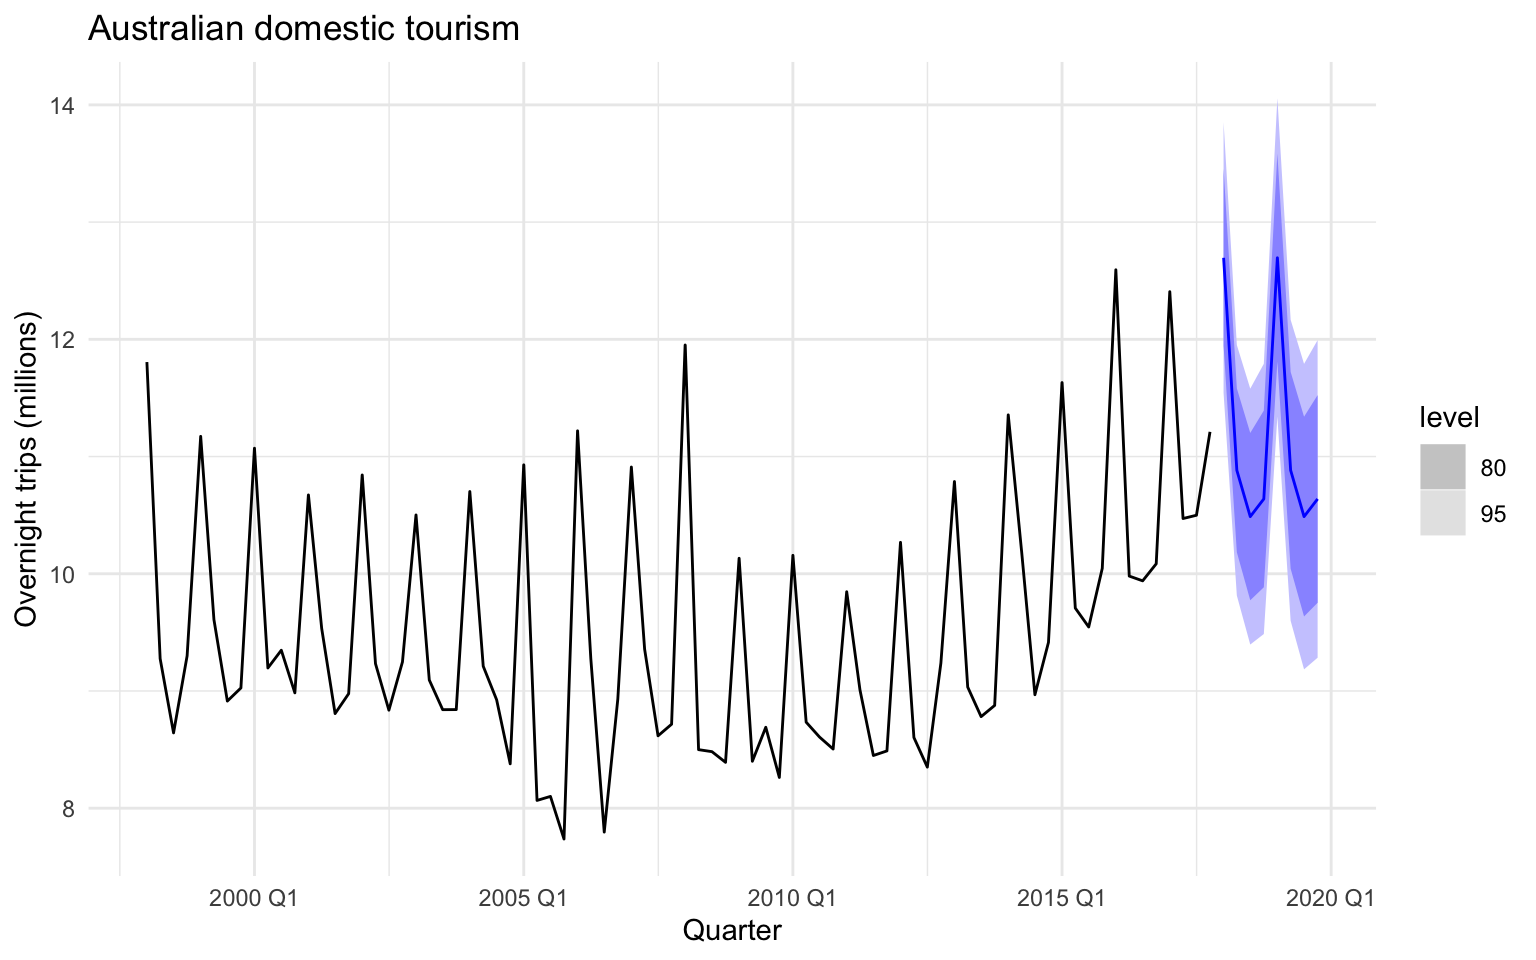 Australian domestic tourism
14
12
10
8
Overnight trips (millions)
2000 Q1
2005 Q1
2010 Q1
2015 Q1
2020 Q1
Quarter
level
80
95